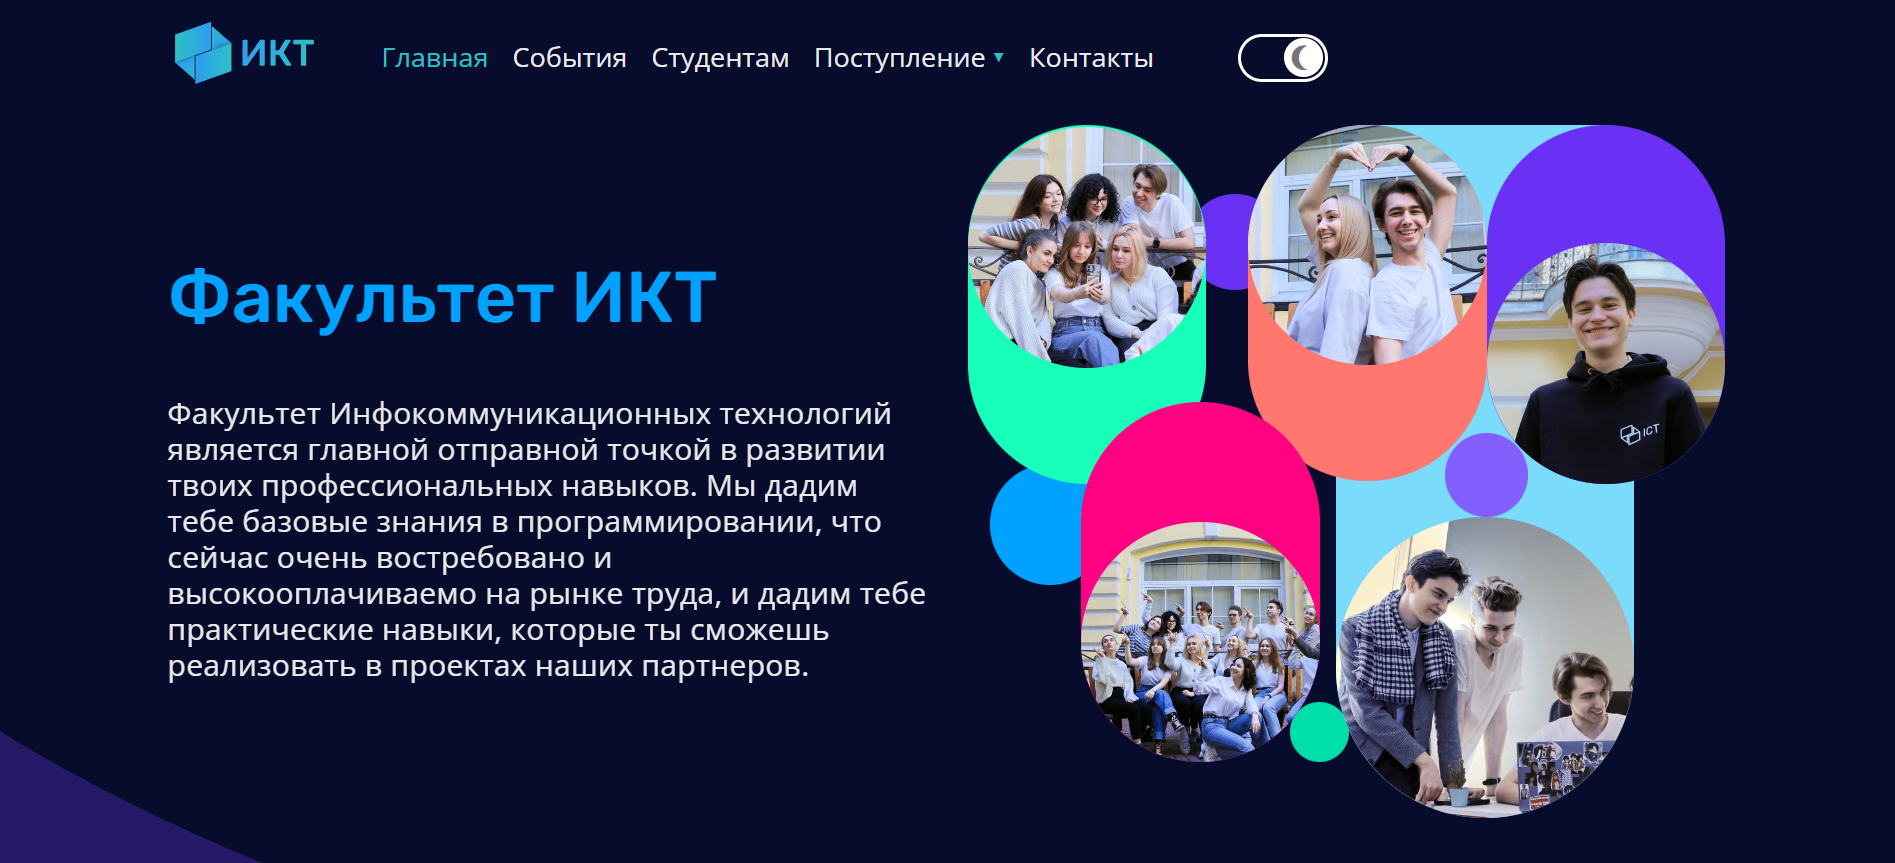 ИКТ
Главная События Студентам Поступление ▾ Контакты
Факультет ИКТ
Факультет Инфокоммуникационных технологий
является главной отправной точкой в развитии
твоих профессиональных навыков. Мы дадим
тебе базовые знания в программировании, что
сейчас очень востребовано и
высокооплачиваемо на рынке труда, и дадим тебе
практические навыки, которые ты сможешь
реализовать в проектах наших партнеров.
ICT